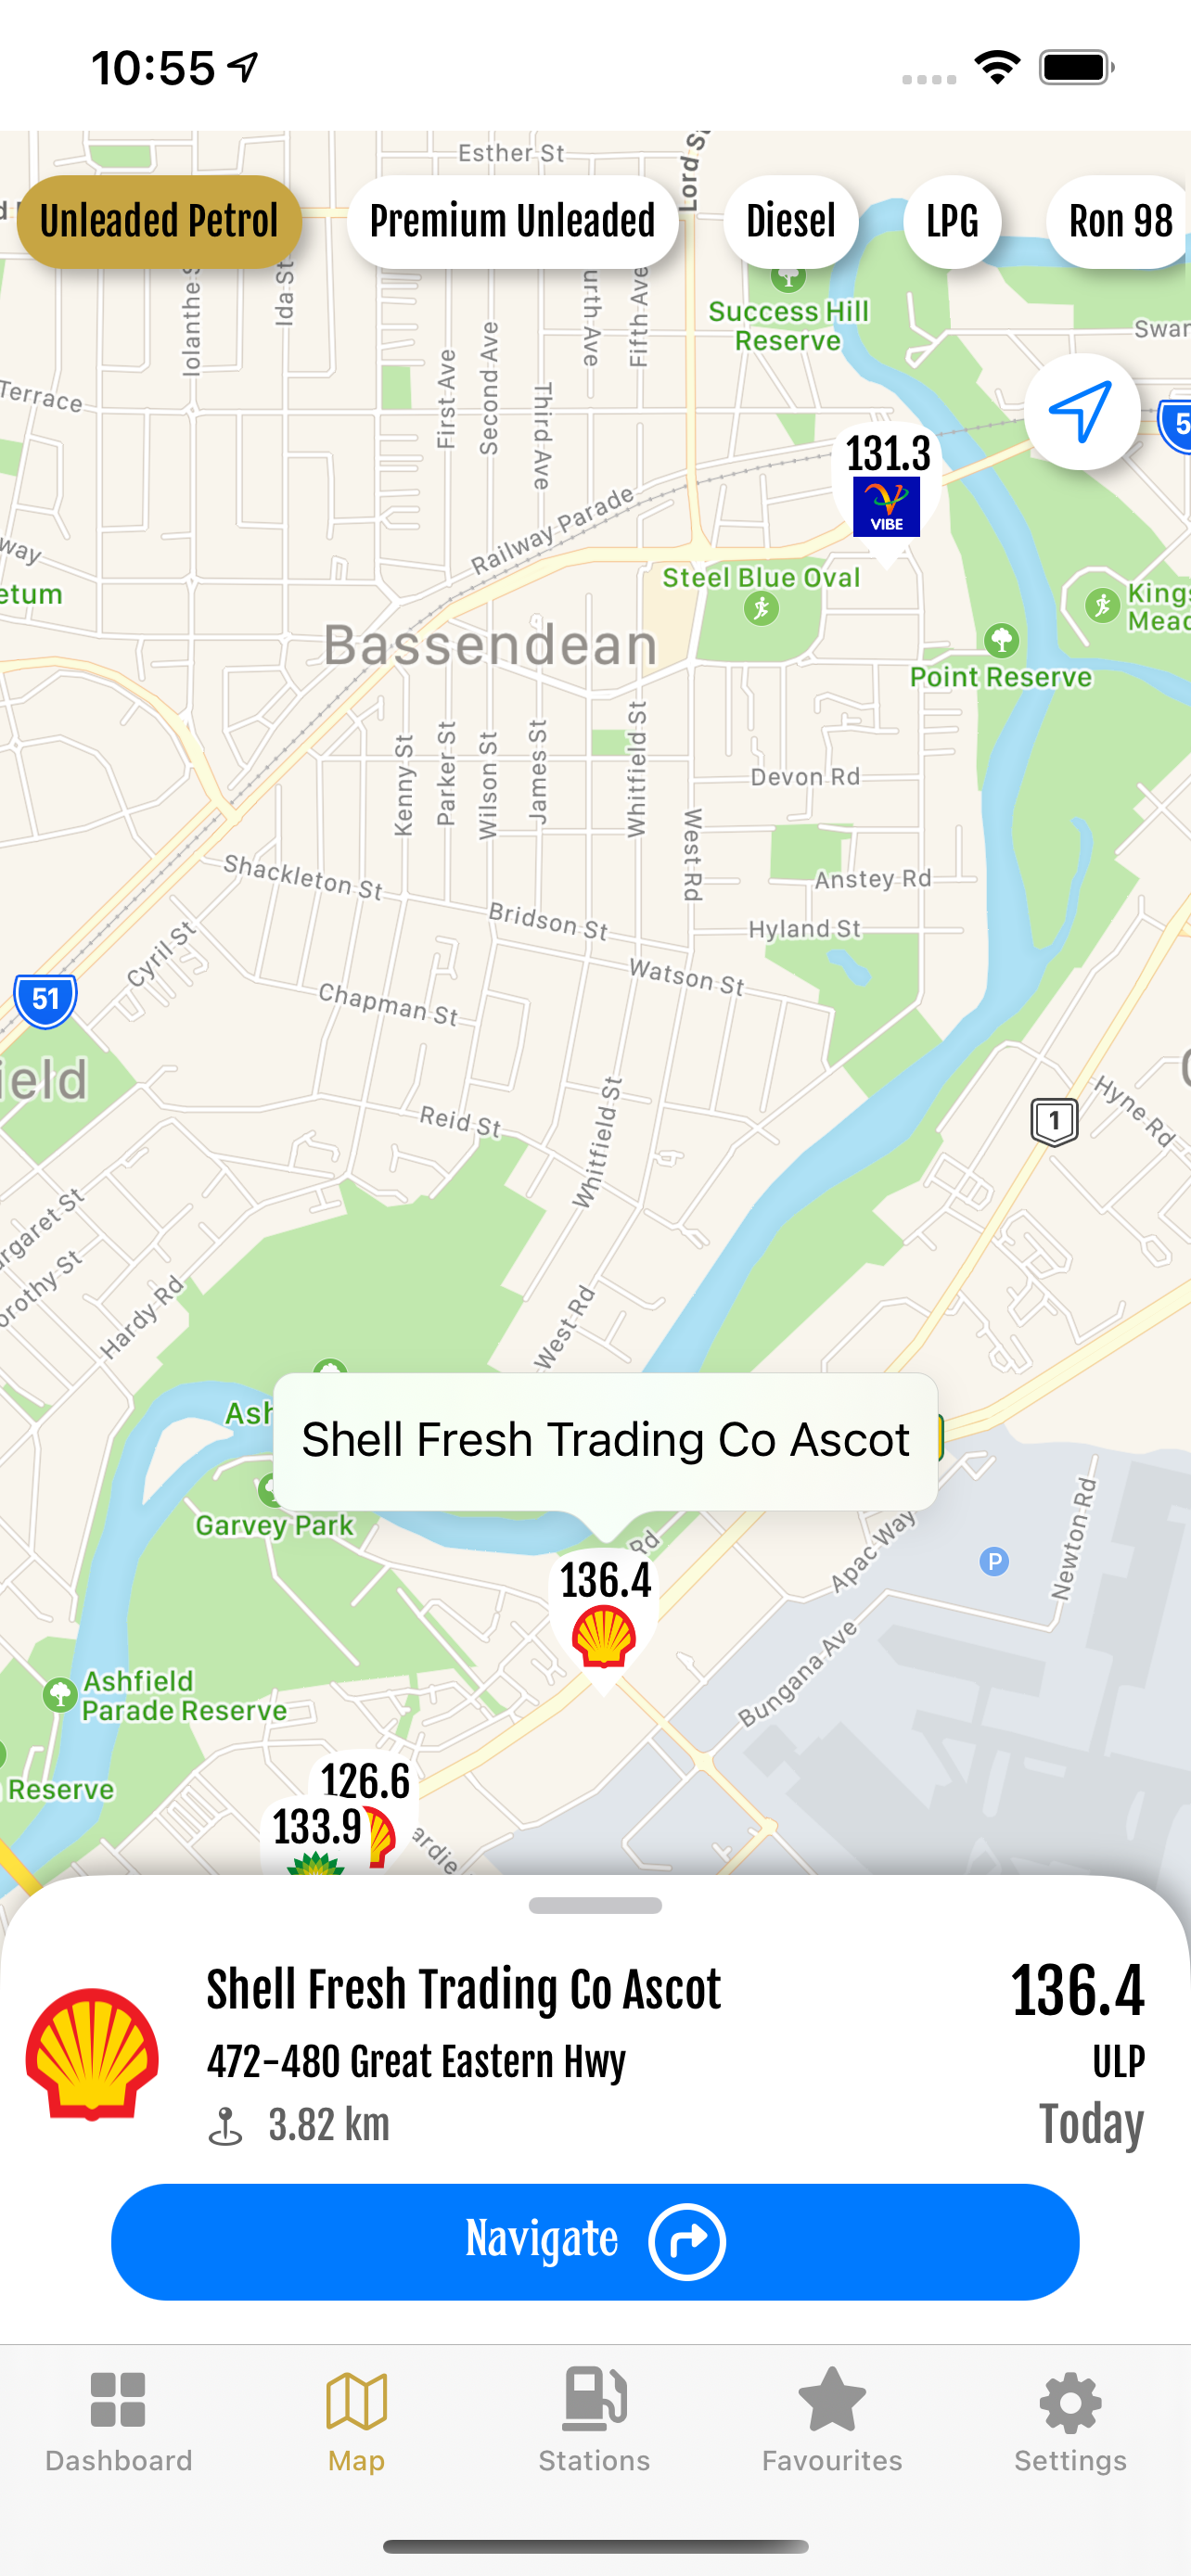 10:55
Esther St
Lord S
Unleaded Petrol
Premium Unleaded
Diesel
LPG
Ron 98
Iolanthe S
Ida St
urth Ave
Fifth Ave
Success Hill
Reserve
Swan
Terrace
First Ave
Second Ave
Third Ave
5
131.3
VIBE
Railway Parade
way
etum
Steel Blue Oval
Kings
Mead
Bassendean
Point Reserve
Kenny St
Parker St
Wilson St
James St
Whitfield St
Devon Rd
West Rd
Shackleton St
Anstey Rd
Bridson St
Hyland St
Cyril St
Watson St
51
Chapman St
ield
Reid St
Whitfield St
1
Hyne Rd
rgaret St
orothy St
Hardy Rd
West Rd
Ash
Shell Fresh Trading Co Ascot
Garvey Park
Rd
Apac Way
P
Newton Rd
136.4
Bungana Ave
Ashfield
Parade Reserve
Reserve
126.6
133.9
ardie
Shell Fresh Trading Co Ascot
136.4
472-480 Great Eastern Hwy
ULP
3.82 km
Today
Navigate
Dashboard
Map
Stations
Favourites
Settings